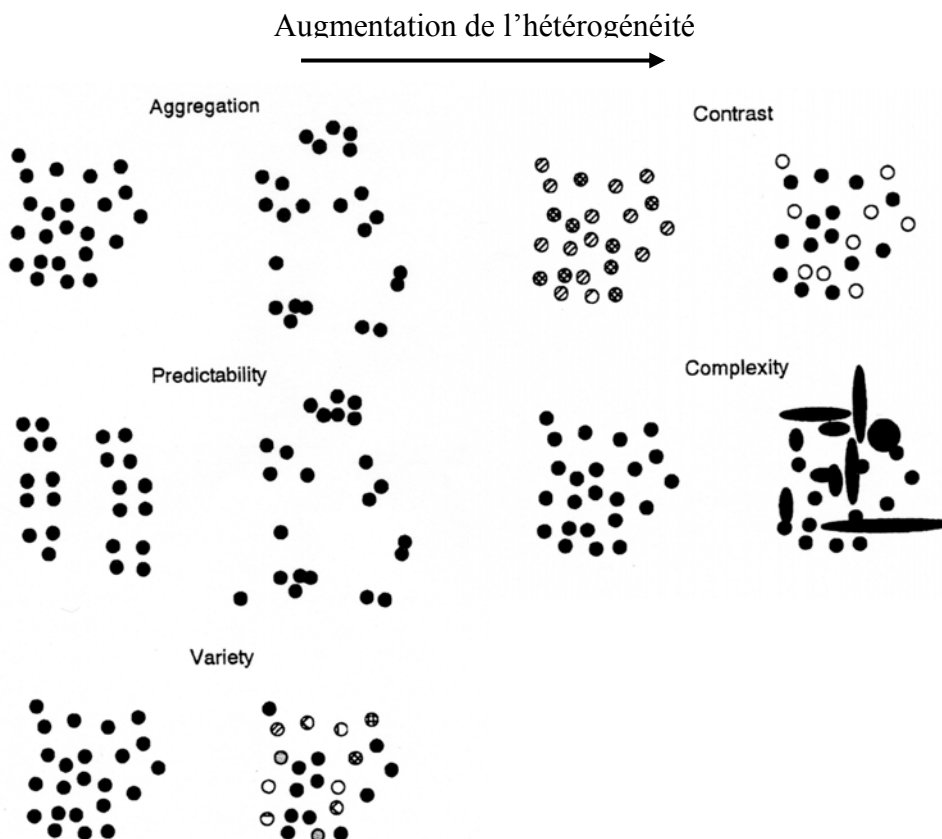 Augmentation de l'hétérogénéité
Aggregation
Contrast
Predictability
Complexity
Variety